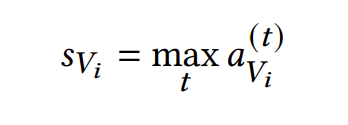 s_{V_i} = \max_t a_{V_i}^{(t)}